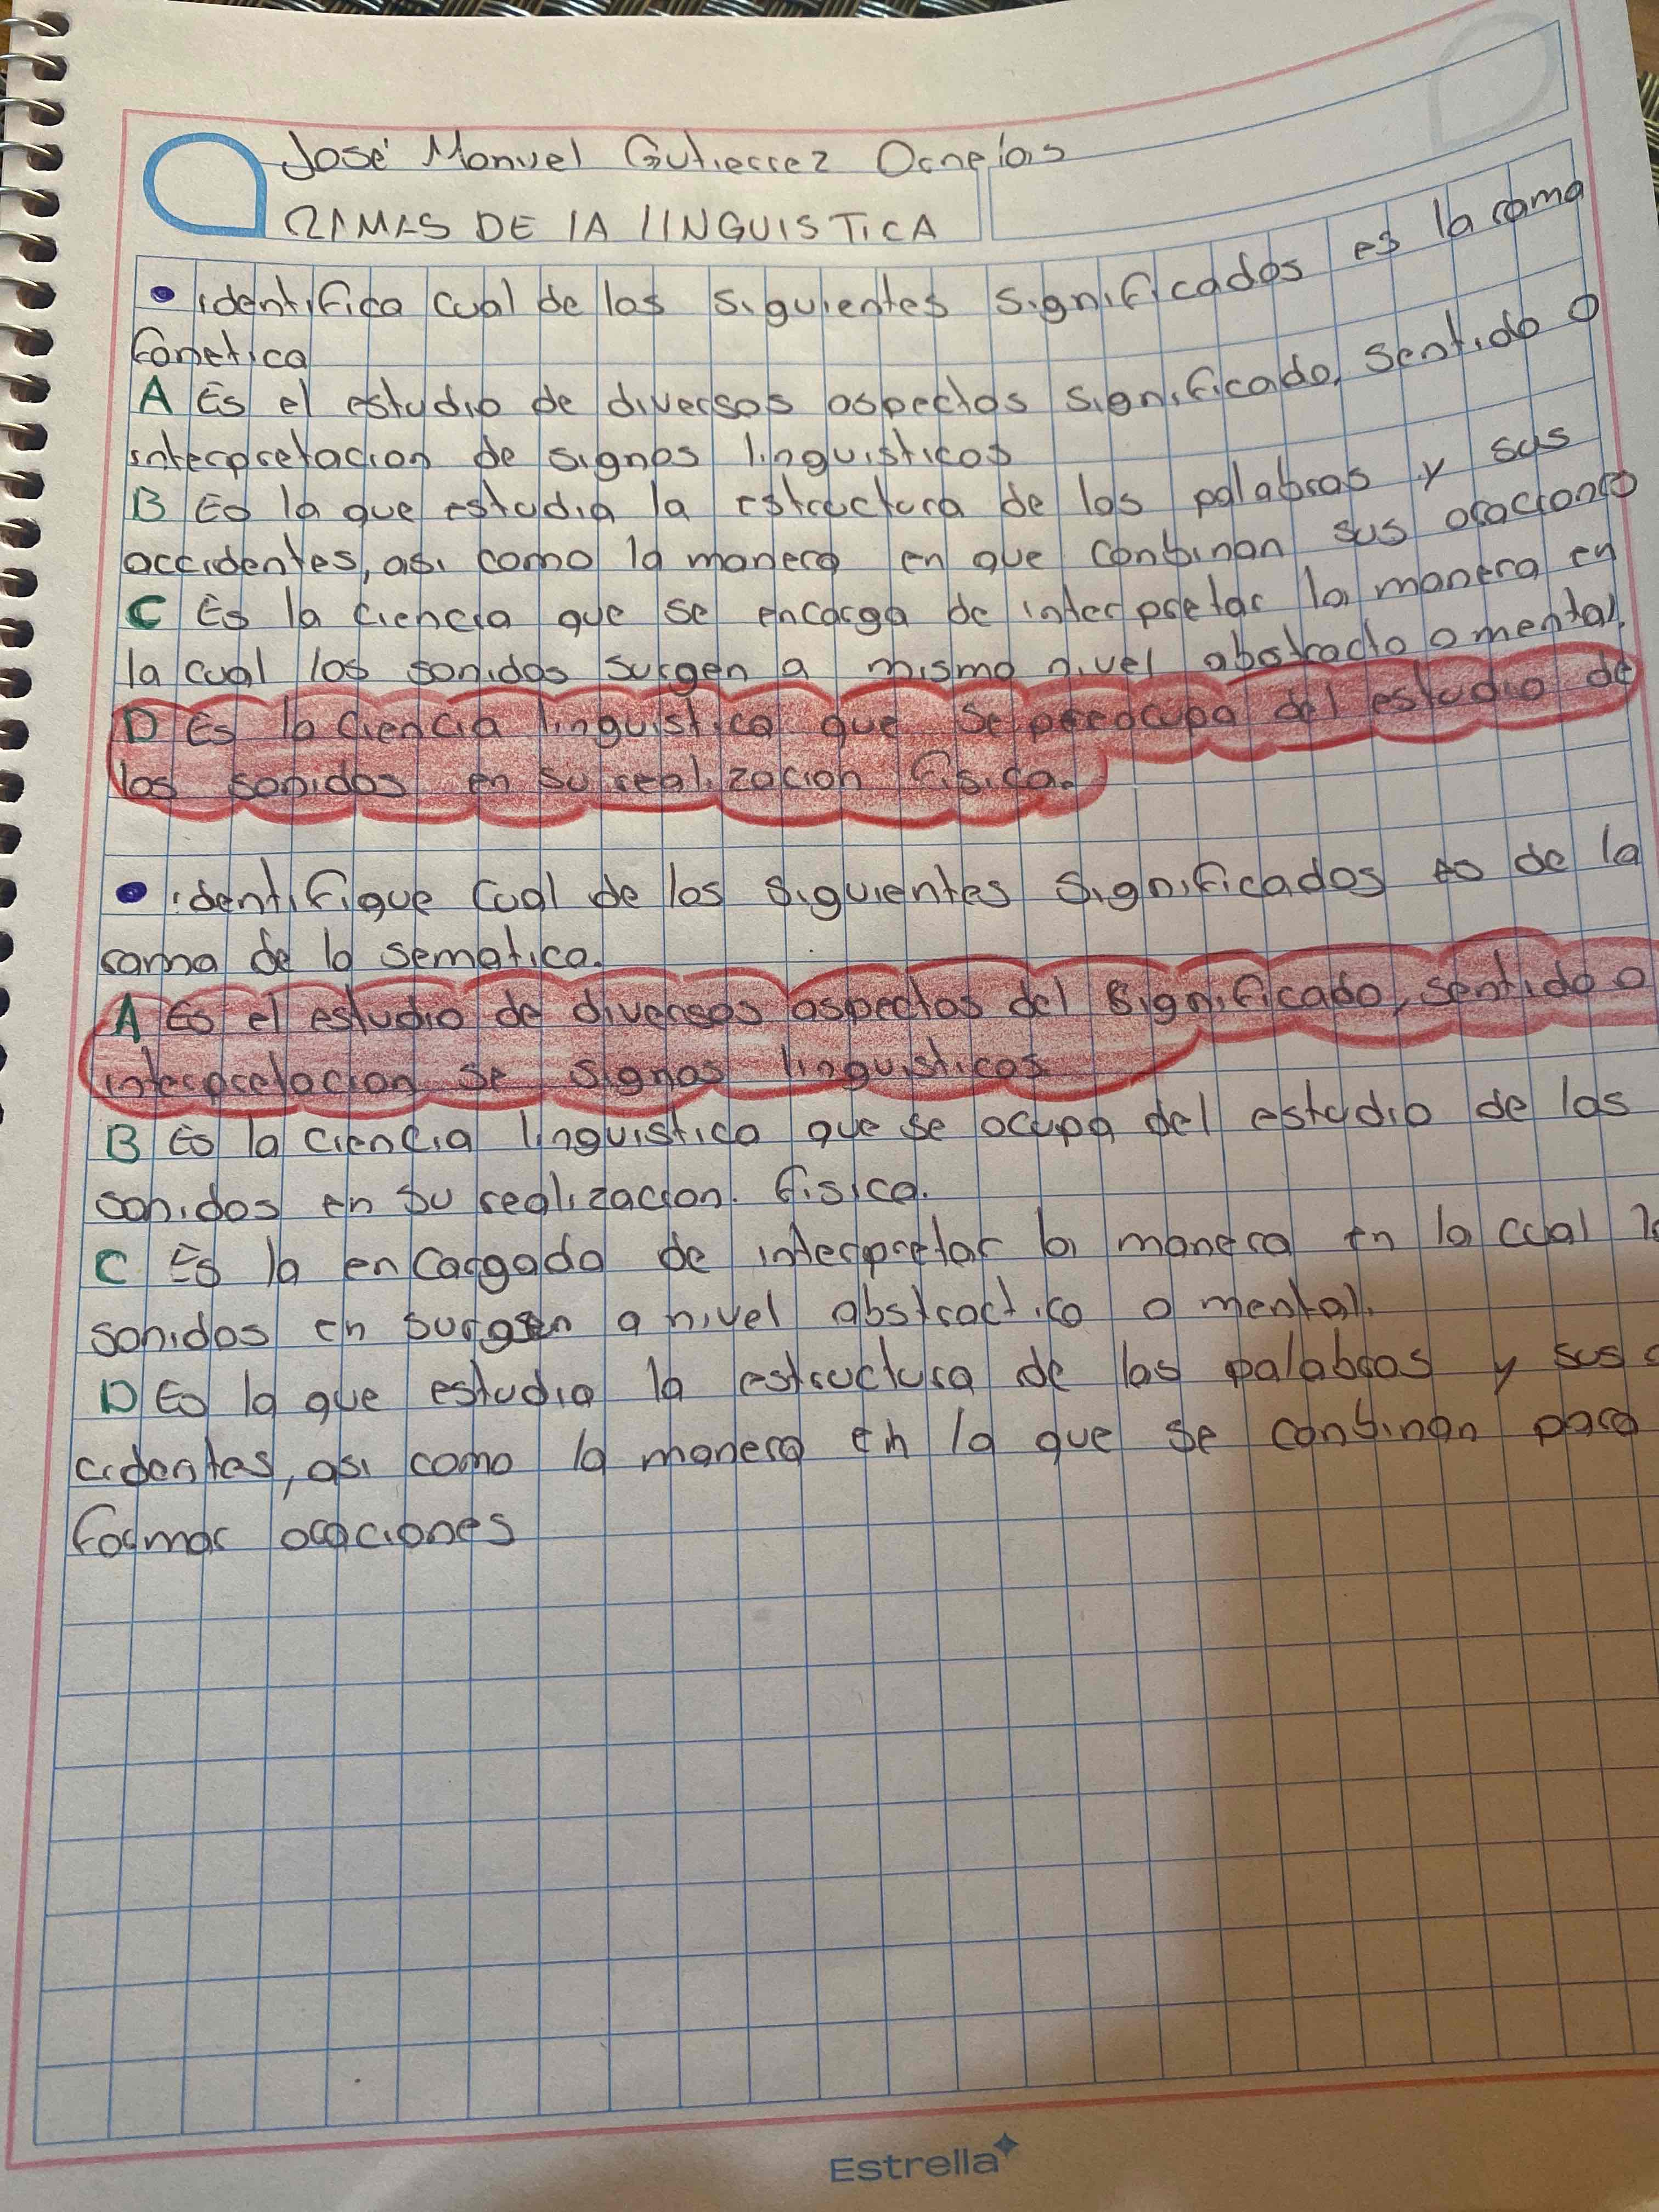 José Manuel Gutierrez Ornelas
RAMAS DE LA LINGUISTICA
• identifica cual de los siguientes significados es la rama
fonetica
A Es el estudio de diversos aspectos significado, sentido o
interpretacion de signos linguisticos
B Es la que estudia la estructura de las palabras y sus
accidentes, asi como la manera en que conbinan sus oraciones
C Es la ciencia que se encarga de interpretar la manera en
la cual los sonidos surgen a mismo nivel abstracto o mental.
D Es la ciencia linguistica que se preocupa del estudio de
los sonidos en su realizacion fisica.
• identifique cual de los siguientes significados es de la
rama de la sematica.
A Es el estudio de diversos aspectos del significado, sentido o
interpretacion se signos linguisticos
B Es la ciencia linguistica que se ocupa del estudio de los
sonidos en su realizacion. fisica.
C Es la encargada de interpretar la manera en la cual
sonidos en surgen a nivel abstractico o mental.
D Es la que estudia la estructura de las palabras y sus
cidentes, asi como la manera en la que se conbinan para
formar oraciones
Estrella